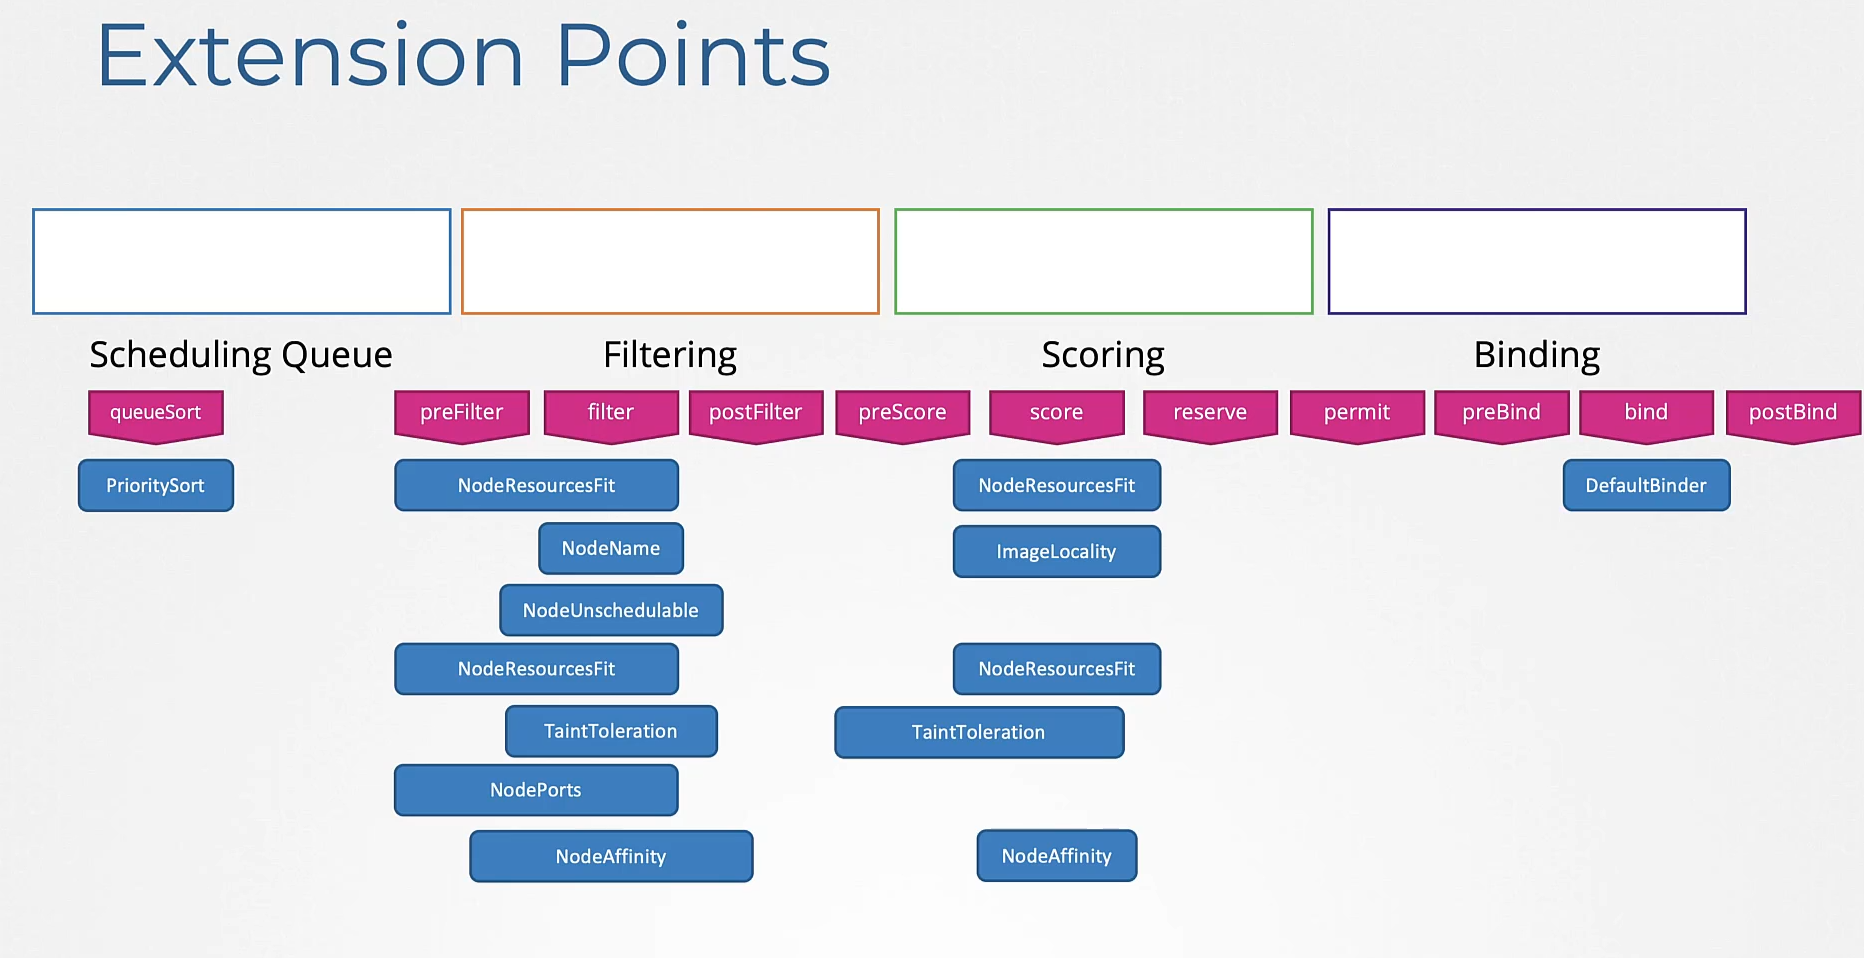 Extension Points
Scheduling Queue
Filtering
Scoring
Binding
queueSort
preFilter
filter
postFilter
preScore
score
reserve
permit
preBind
bind
postBind
PrioritySort
NodeResourcesFit
NodeResourcesFit
DefaultBinder
NodeName
ImageLocality
NodeUnschedulable
NodeResourcesFit
NodeResourcesFit
TaintToleration
TaintToleration
NodePorts
NodeAffinity
NodeAffinity